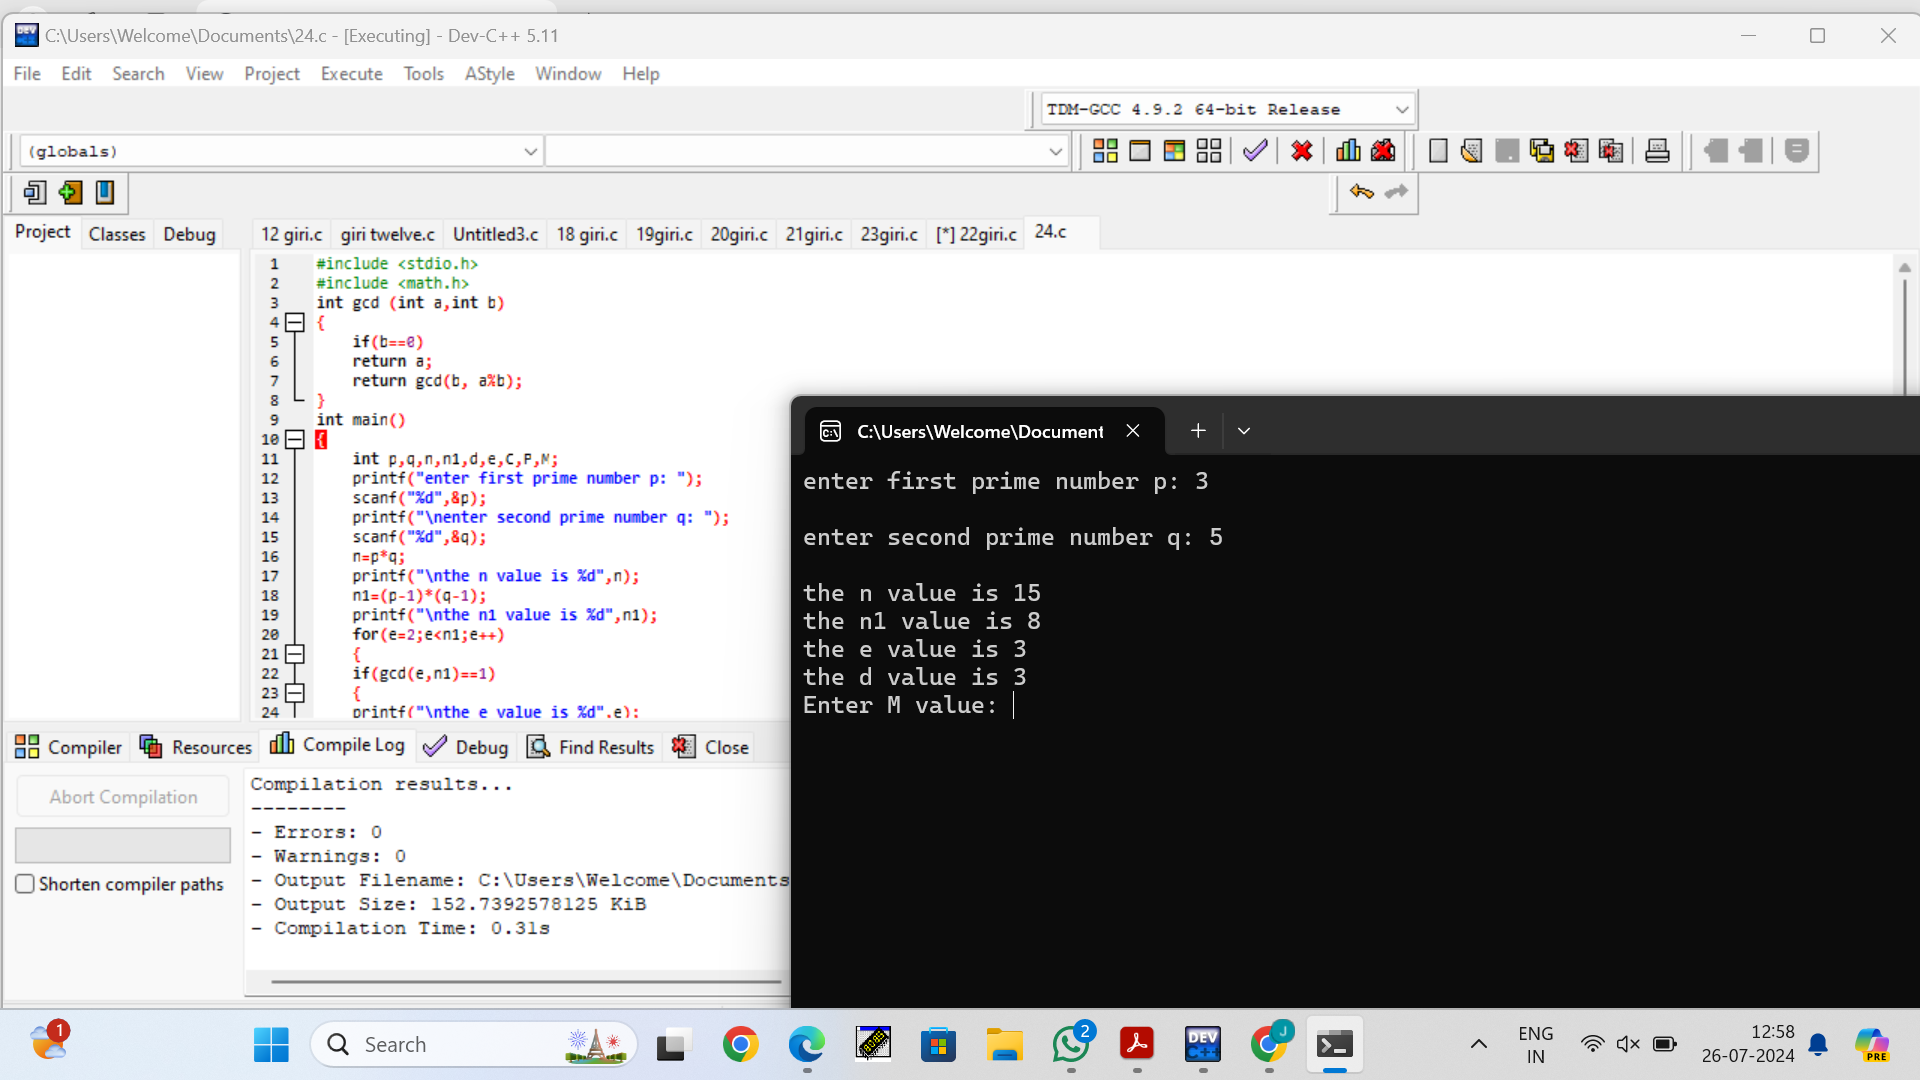 C:\Users\Welcome\Documents\24.c - [Executing] - Dev-C++ 5.11
File Edit Search View Project Execute Tools AStyle Window Help
TDM-GCC 4.9.2 64-bit Release
(globals)
Project Classes Debug
12 giri.c giri twelve.c Untitled3.c 18 giri.c 19giri.c 20giri.c 21giri.c 23giri.c [*] 22giri.c 24.c
1 #include <stdio.h>
2 #include <math.h>
3 int gcd (int a,int b)
4 {
5 if(b==0)
6 return a;
7 return gcd(b, a%b);
8 }
9 int main()
10 {
11 int p,q,n,n1,d,e,C,P,M;
12 printf("enter first prime number p: ");
13 scanf("%d",&p);
14 printf("\nenter second prime number q: ");
15 scanf("%d",&q);
16 n=p*q;
17 printf("\nthe n value is %d",n);
18 n1=(p-1)*(q-1);
19 printf("\nthe n1 value is %d",n1);
20 for(e=2;e<n1;e++)
21 {
22 if(gcd(e,n1)==1)
23 {
24 printf("\nthe e value is %d",e);
C:\Users\Welcome\Document
enter first prime number p: 3
enter second prime number q: 5
the n value is 15
the n1 value is 8
the e value is 3
the d value is 3
Enter M value:
Compiler Resources Compile Log Debug Find Results Close
Abort Compilation
Shorten compiler paths
Compilation results...
--------
- Errors: 0
- Warnings: 0
- Output Filename: C:\Users\Welcome\Documents
- Output Size: 152.7392578125 KiB
- Compilation Time: 0.31s
1
Search
2
DEV C++
J
ENG
IN
12:58
26-07-2024
PRE